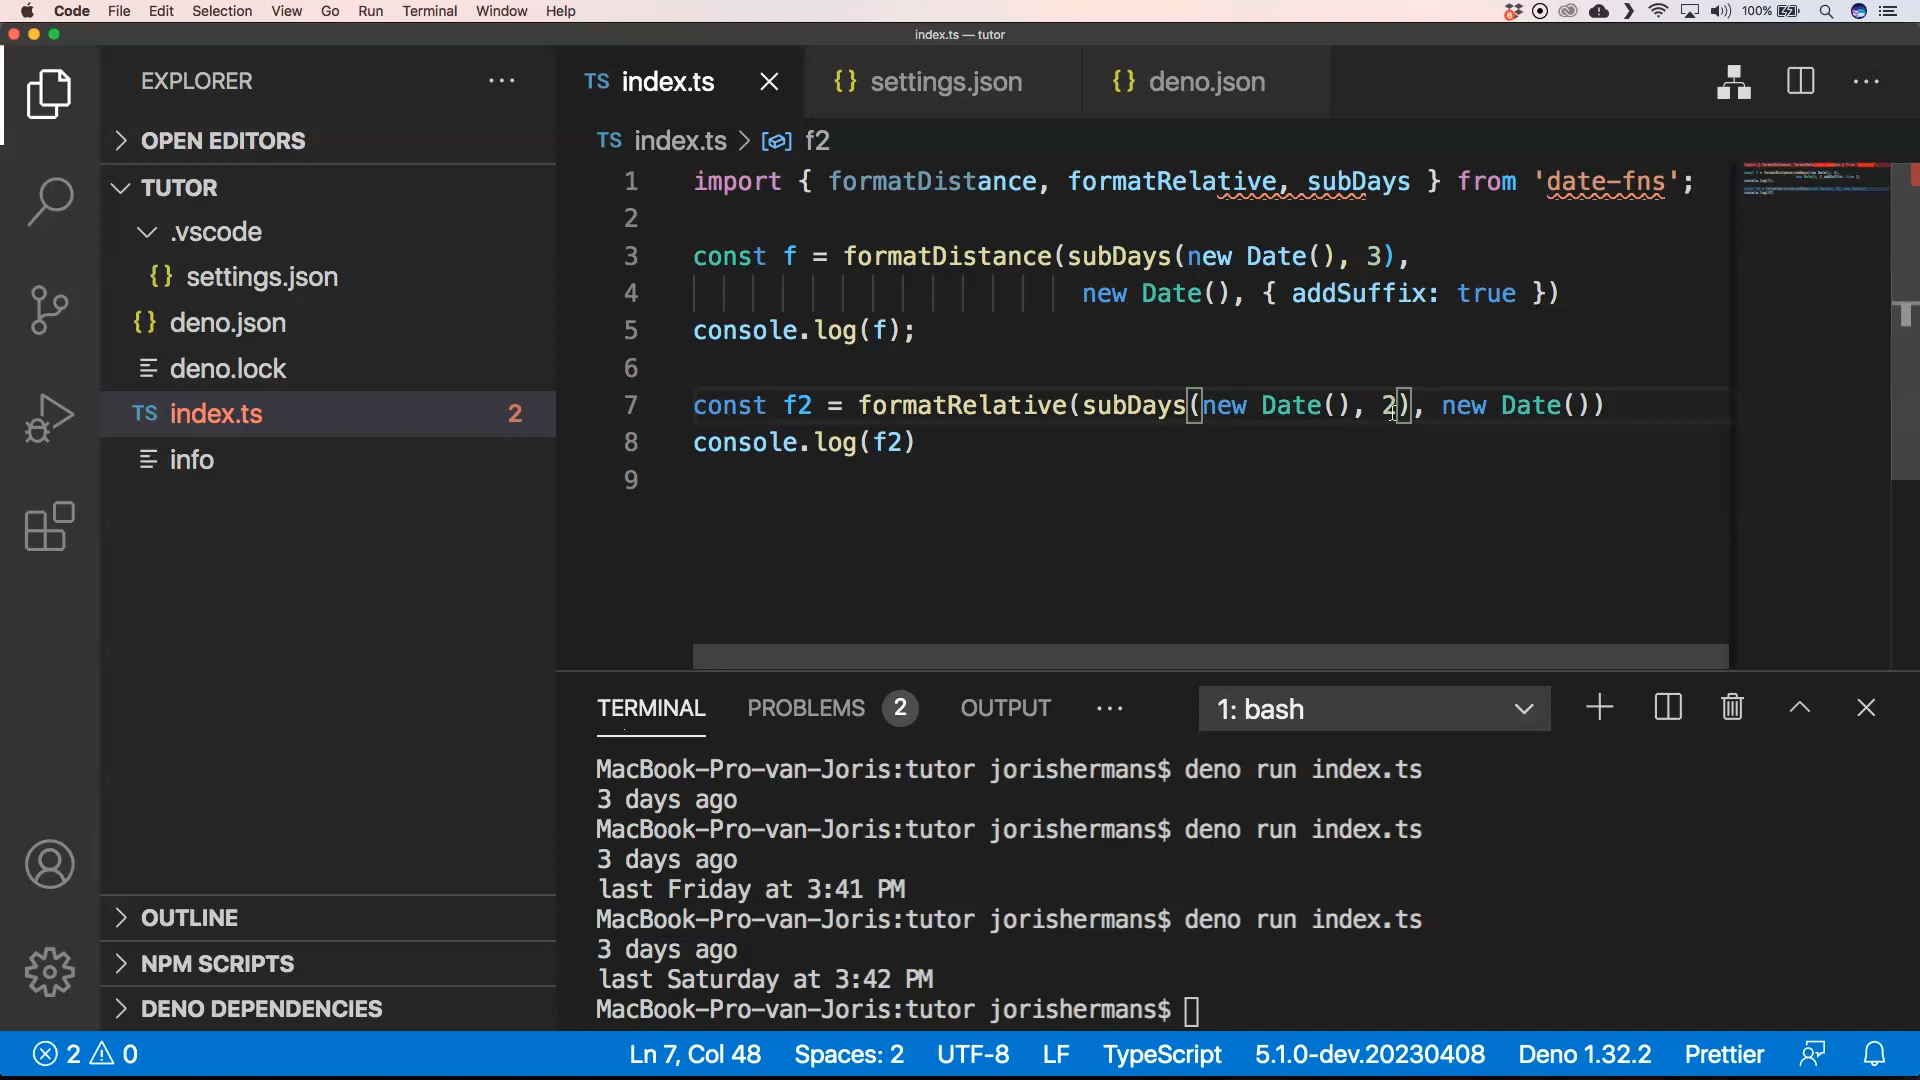 Code File Edit Selection View Go Run Terminal Window Help 6 100%
index.ts — tutor
EXPLORER
OPEN EDITORS
TUTOR
.vscode
{} settings.json
{} deno.json
deno.lock
TS index.ts 2
info
OUTLINE
NPM SCRIPTS
DENO DEPENDENCIES
TS index.ts {} settings.json {} deno.json
TS index.ts > f2
1 import { formatDistance, formatRelative, subDays } from 'date-fns';
2
3 const f = formatDistance(subDays(new Date(), 3),
4 new Date(), { addSuffix: true })
5 console.log(f);
6
7 const f2 = formatRelative(subDays(new Date(), 2), new Date())
8 console.log(f2)
9
TERMINAL PROBLEMS 2 OUTPUT ··· 1: bash
MacBook-Pro-van-Joris:tutor jorishermans$ deno run index.ts
3 days ago
MacBook-Pro-van-Joris:tutor jorishermans$ deno run index.ts
3 days ago
last Friday at 3:41 PM
MacBook-Pro-van-Joris:tutor jorishermans$ deno run index.ts
3 days ago
last Saturday at 3:42 PM
MacBook-Pro-van-Joris:tutor jorishermans$
2 0 Ln 7, Col 48 Spaces: 2 UTF-8 LF TypeScript 5.1.0-dev.20230408 Deno 1.32.2 Prettier